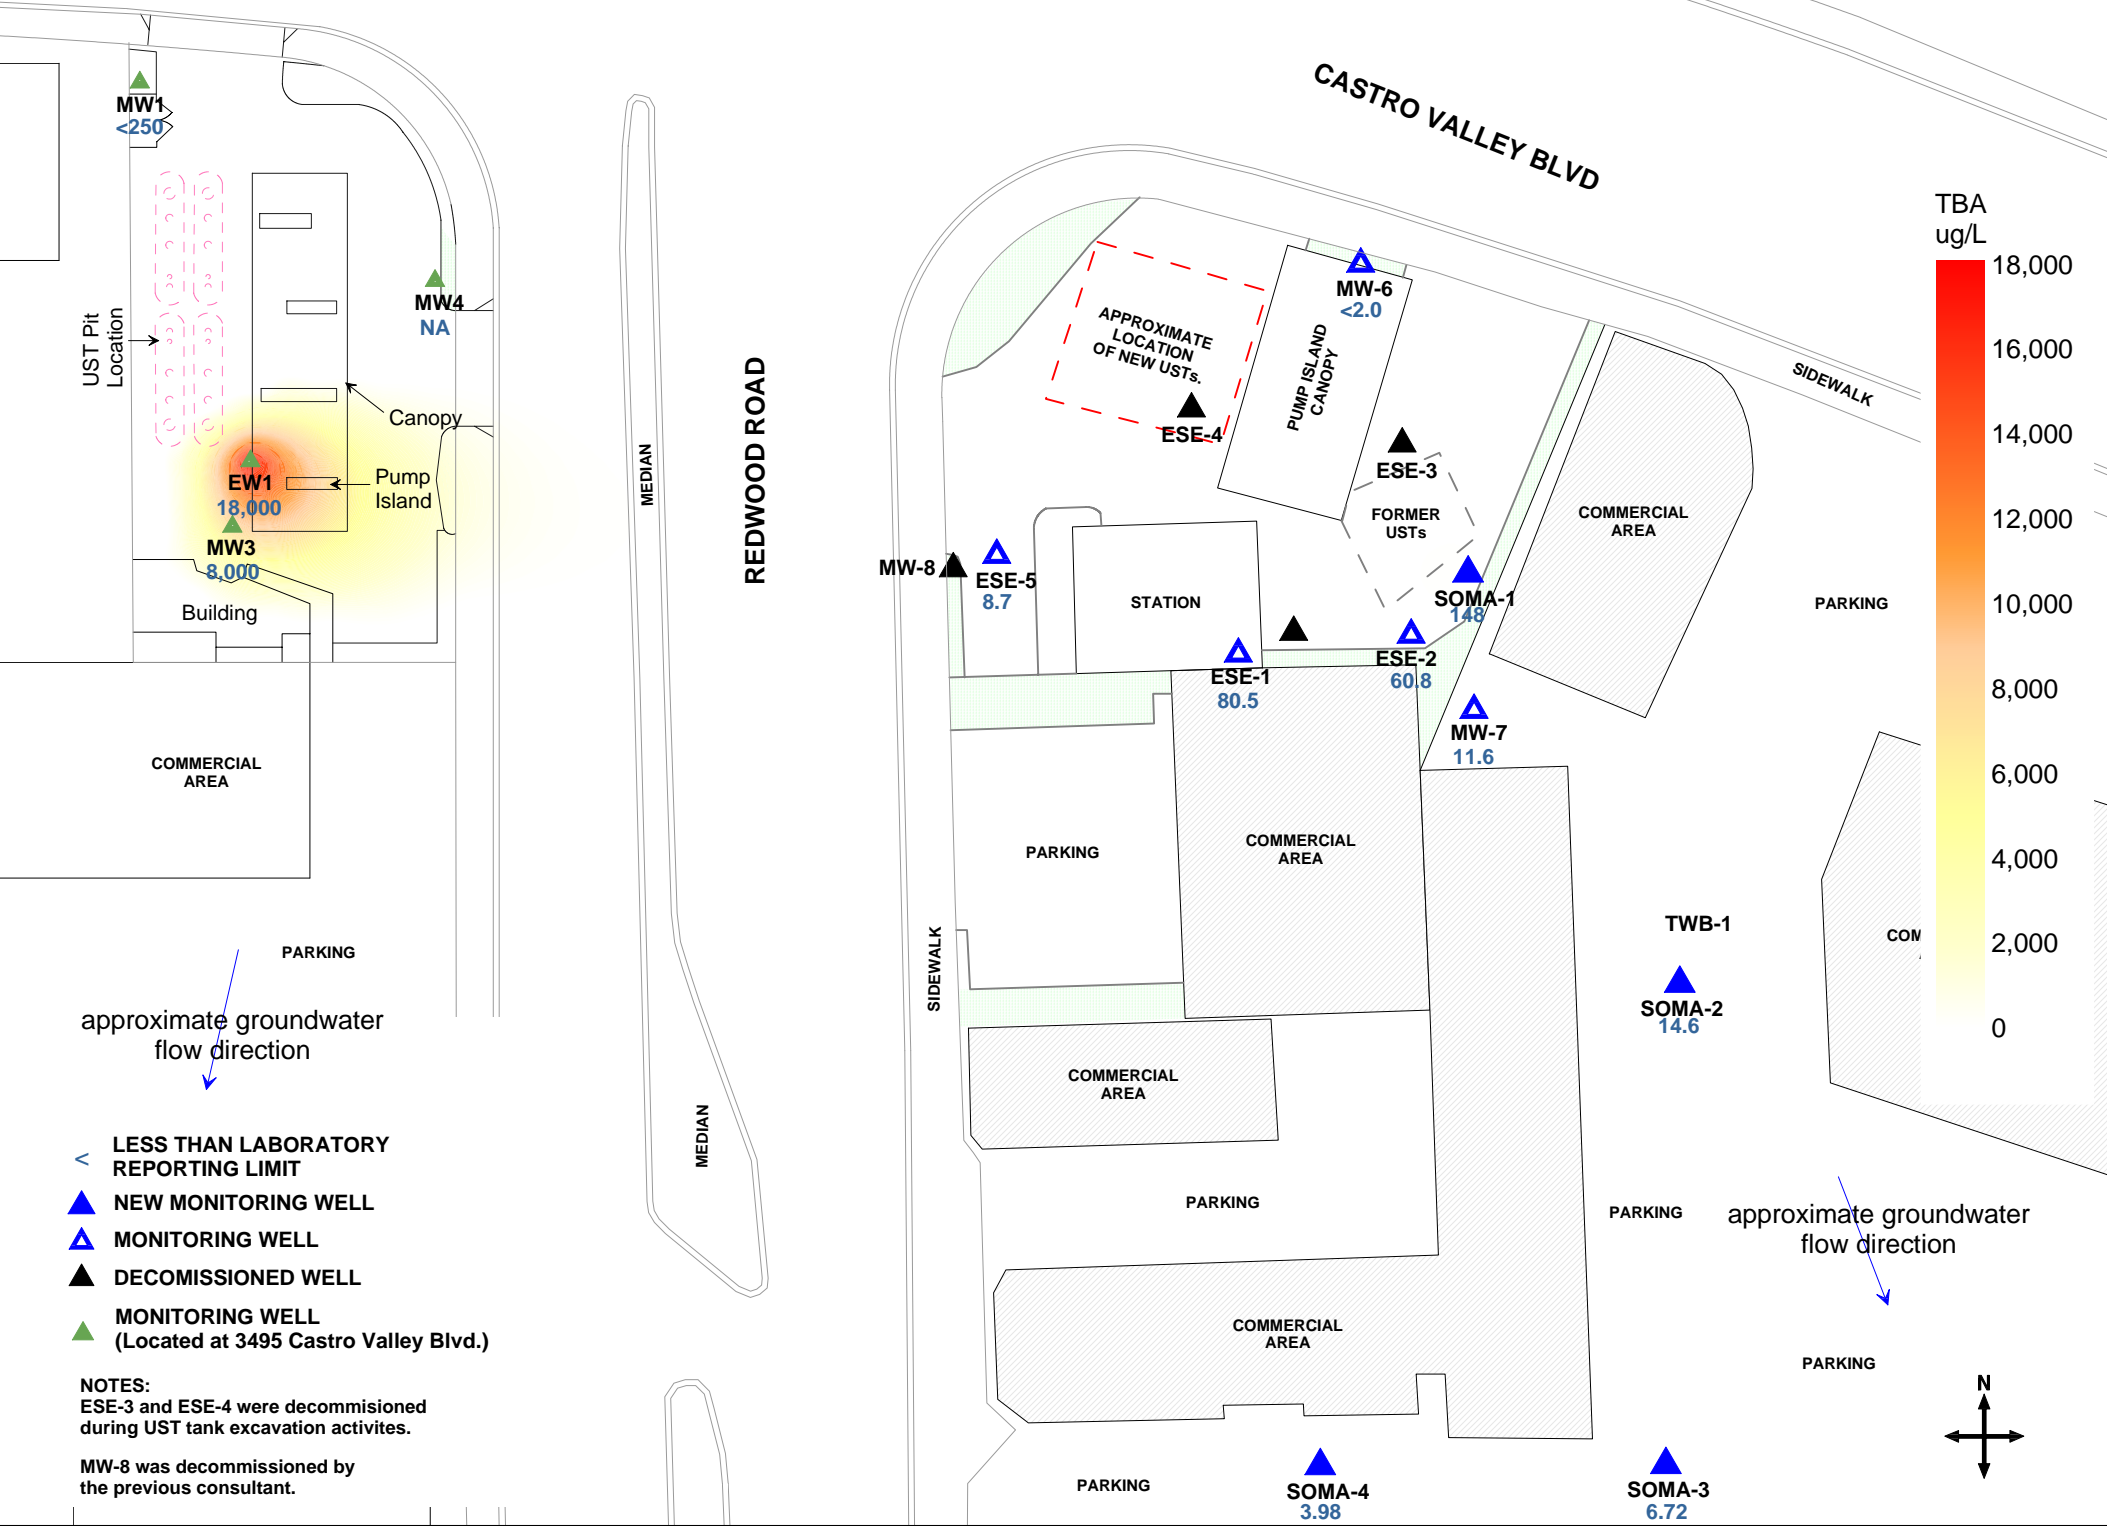 CASTRO VALLEY BLVD
MW1
<250
UST Pit
Location
MW4
NA
Canopy
Pump
Island
EW1
18,000
MW3
8,000
Building
COMMERCIAL
AREA
PARKING
approximate groundwater
flow direction
MEDIAN
REDWOOD ROAD
MEDIAN
SIDEWALK
APPROXIMATE
LOCATION
OF NEW USTs.
ESE-4
PUMP ISLAND
CANOPY
MW-6
<2.0
ESE-3
FORMER
USTs
MW-8
ESE-5
8.7
STATION
SOMA-1
148
ESE-1
80.5
ESE-2
60.8
MW-7
11.6
SIDEWALK
COMMERCIAL
AREA
PARKING
PARKING
COMMERCIAL
AREA
TWB-1
SOMA-2
14.6
COM
COMMERCIAL
AREA
PARKING
PARKING
approximate groundwater
flow direction
COMMERCIAL
AREA
PARKING
PARKING
SOMA-4
3.98
SOMA-3
6.72
N
TBA
ug/L
18,000
16,000
14,000
12,000
10,000
8,000
6,000
4,000
2,000
0
< LESS THAN LABORATORY
REPORTING LIMIT
NEW MONITORING WELL
MONITORING WELL
DECOMISSIONED WELL
MONITORING WELL
(Located at 3495 Castro Valley Blvd.)
NOTES:
ESE-3 and ESE-4 were decommisioned
during UST tank excavation activites.
MW-8 was decommissioned by
the previous consultant.